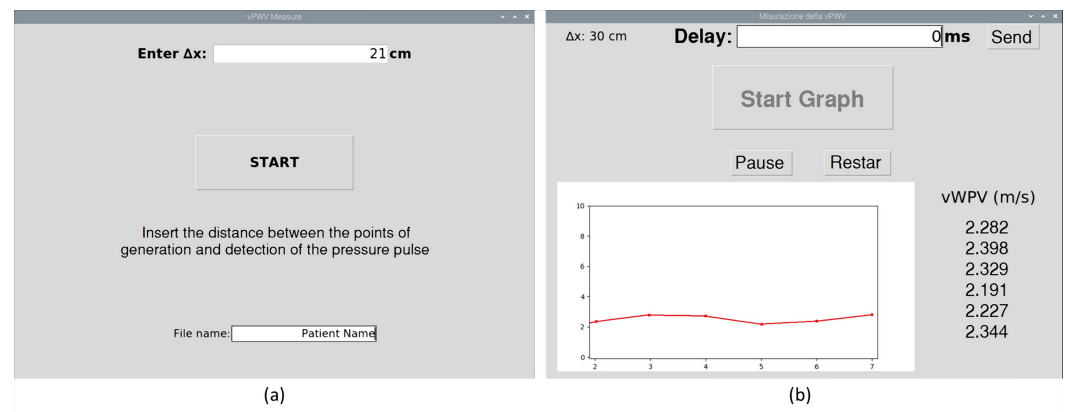 vPWV Measure
Enter Δx: 21 cm
START
Insert the distance between the points of
generation and detection of the pressure pulse
File name: Patient Name
(a)
Misurazione della vPWV
Δx: 30 cm Delay: 0 ms Send
Start Graph
Pause Restar
10
8
6
4
2
0
2 3 4 5 6 7
vWPV (m/s)
2.282
2.398
2.329
2.191
2.227
2.344
(b)